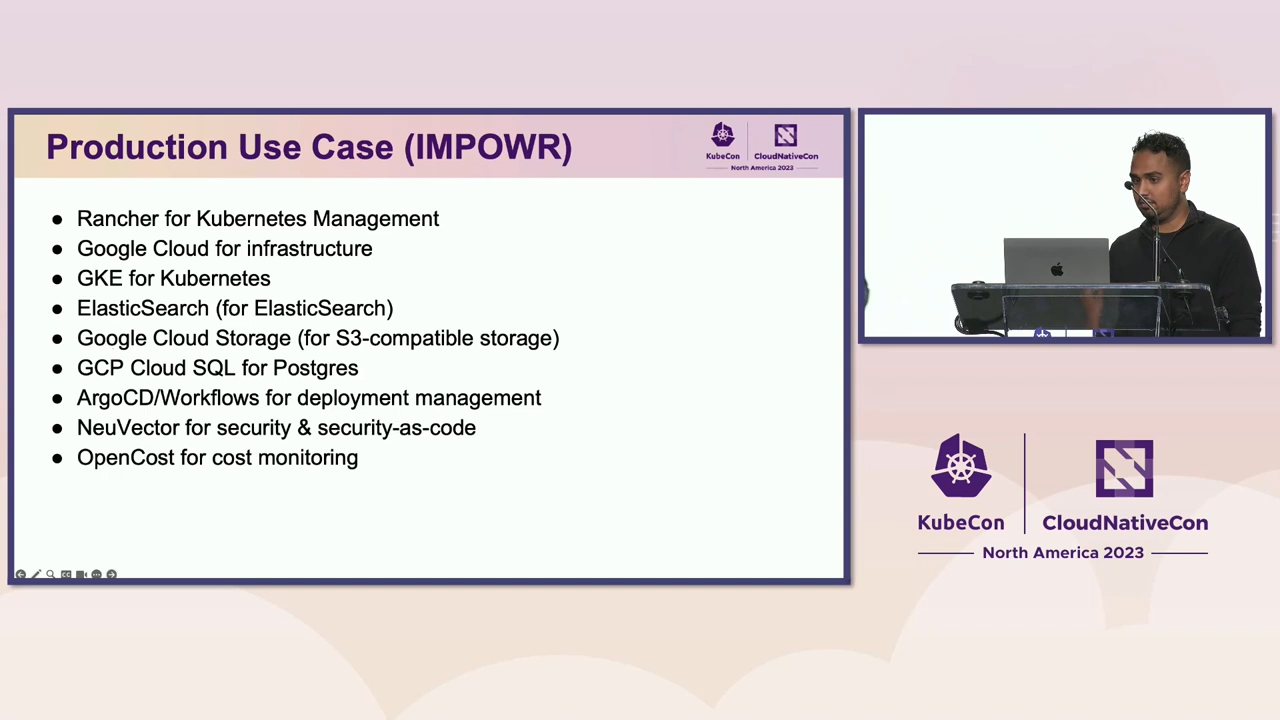 Production Use Case (IMPOWR)
KubeCon
CloudNativeCon
North America 2023
● Rancher for Kubernetes Management
● Google Cloud for infrastructure
● GKE for Kubernetes
● ElasticSearch (for ElasticSearch)
● Google Cloud Storage (for S3-compatible storage)
● GCP Cloud SQL for Postgres
● ArgoCD/Workflows for deployment management
● NeuVector for security & security-as-code
● OpenCost for cost monitoring
KubeCon
CloudNativeCon
North America 2023